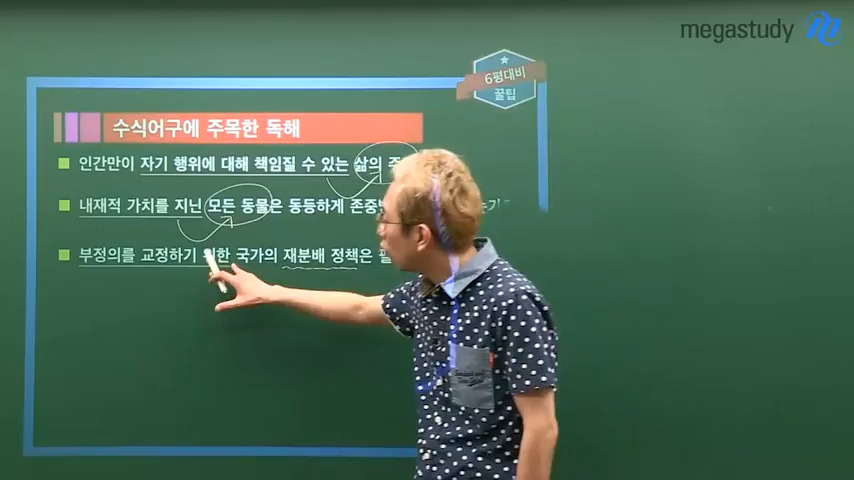 megastudy
6평대비
꿀팁
수식어구에 주목한 독해
인간만이 자기 행위에 대해 책임질 수 있는 삶의
내재적 가치를 지닌 모든 동물은 동등하게
부정의를 교정하기 위한 국가의 재분배 정책은